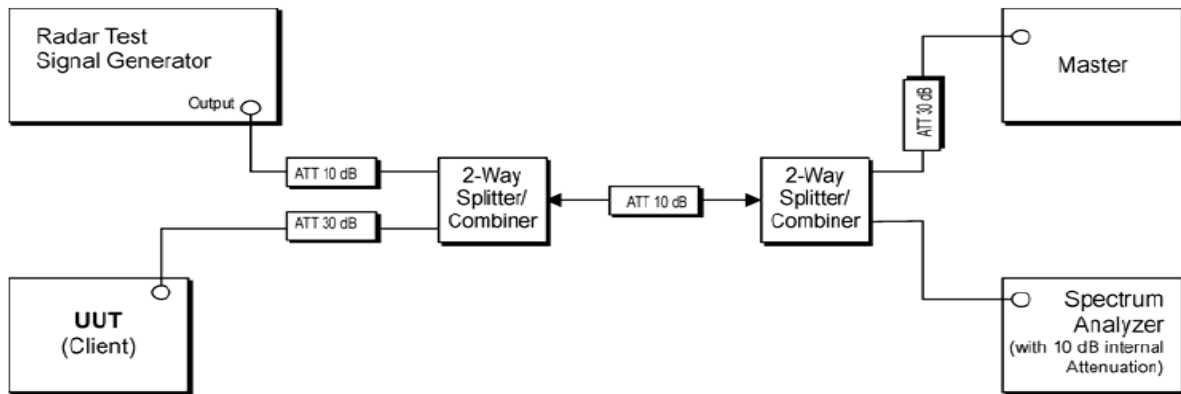 Radar Test
Signal Generator
Output
ATT 10 dB
2-Way
Splitter/
Combiner
ATT 30 dB
UUT
(Client)
ATT 10 dB
2-Way
Splitter/
Combiner
ATT 30 dB
Master
Spectrum
Analyzer
(with 10 dB internal
Attenuation)